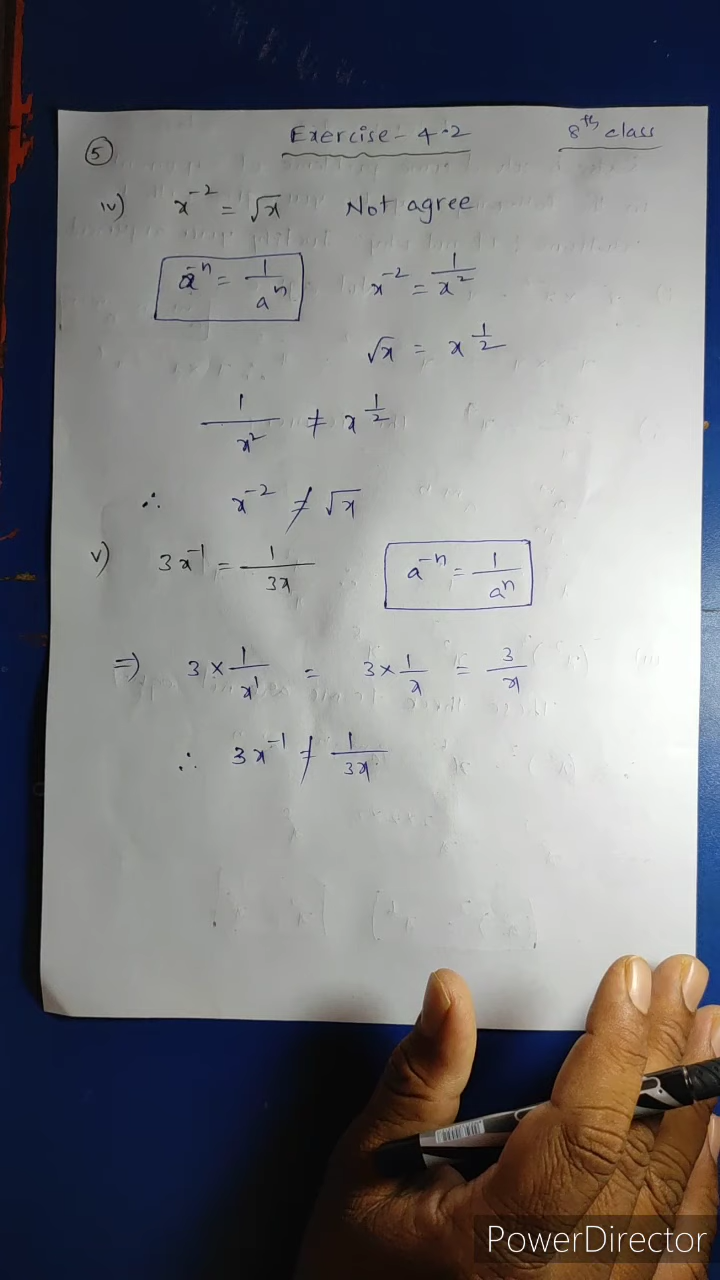 Exercise - 4.2 8th class
⑤
iv) x⁻² = √x Not agree
a⁻ⁿ = 1/aⁿ x⁻² = 1/x²
√x = x^(1/2)
1/x² ≠ x^(1/2)
∴ x⁻² ≠ √x
v) 3x⁻¹ = 1/3x a⁻ⁿ = 1/aⁿ
⇒) 3 × 1/x¹ = 3 × 1/x = 3/x
∴ 3x⁻¹ ≠ 1/3x
PowerDirector